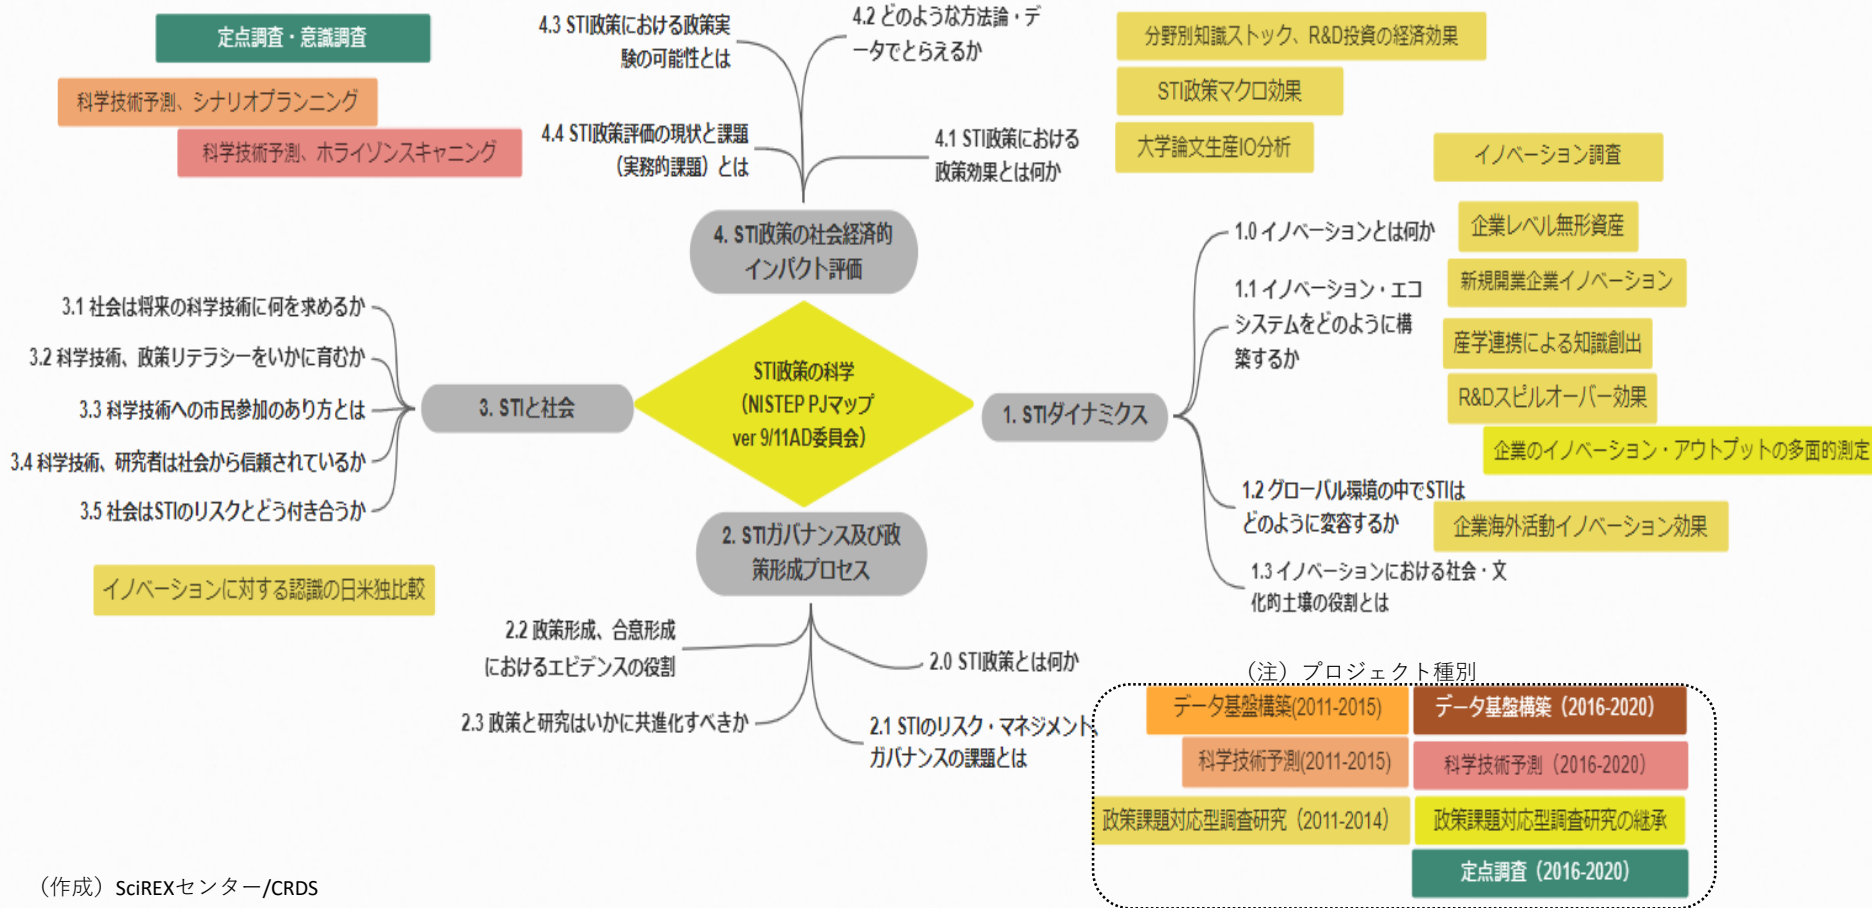 定点調査・意識調査
科学技術予測、シナリオプランニング
科学技術予測、ホライゾンスキャニング
4.3 STI政策における政策実
験の可能性とは
4.2 どのような方法論・デ
ータでとらえるか
4.4 STI政策評価の現状と課題
（実務的課題）とは
4.1 STI政策における
政策効果とは何か
分野別知識ストック、R&D投資の経済効果
STI政策マクロ効果
大学論文生産IO分析
イノベーション調査
4. STI政策の社会経済的
インパクト評価
1.0 イノベーションとは何か
企業レベル無形資産
1.1 イノベーション・エコ
システムをどのように構
築するか
新規開業企業イノベーション
産学連携による知識創出
R&Dスピルオーバー効果
企業のイノベーション・アウトプットの多面的測定
3.1 社会は将来の科学技術に何を求めるか
3.2 科学技術、政策リテラシーをいかに育むか
3.3 科学技術への市民参加のあり方とは
3.4 科学技術、研究者は社会から信頼されているか
3.5 社会はSTIのリスクとどう付き合うか
3. STIと社会
STI政策の科学
（NISTEP PJマップ
ver 9/11AD委員会）
1. STIダイナミクス
1.2 グローバル環境の中でSTIは
どのように変容するか
企業海外活動イノベーション効果
1.3 イノベーションにおける社会・文
化的土壌の役割とは
イノベーションに対する認識の日米独比較
2. STIガバナンス及び政
策形成プロセス
2.2 政策形成、合意形成
におけるエビデンスの役割
2.0 STI政策とは何か
2.3 政策と研究はいかに共進化すべきか
2.1 STIのリスク・マネジメント、
ガバナンスの課題とは
（注）プロジェクト種別
データ基盤構築(2011-2015)
データ基盤構築（2016-2020）
科学技術予測(2011-2015)
科学技術予測（2016-2020）
政策課題対応型調査研究（2011-2014）
政策課題対応型調査研究の継承
定点調査（2016-2020）
（作成）SciREXセンター/CRDS